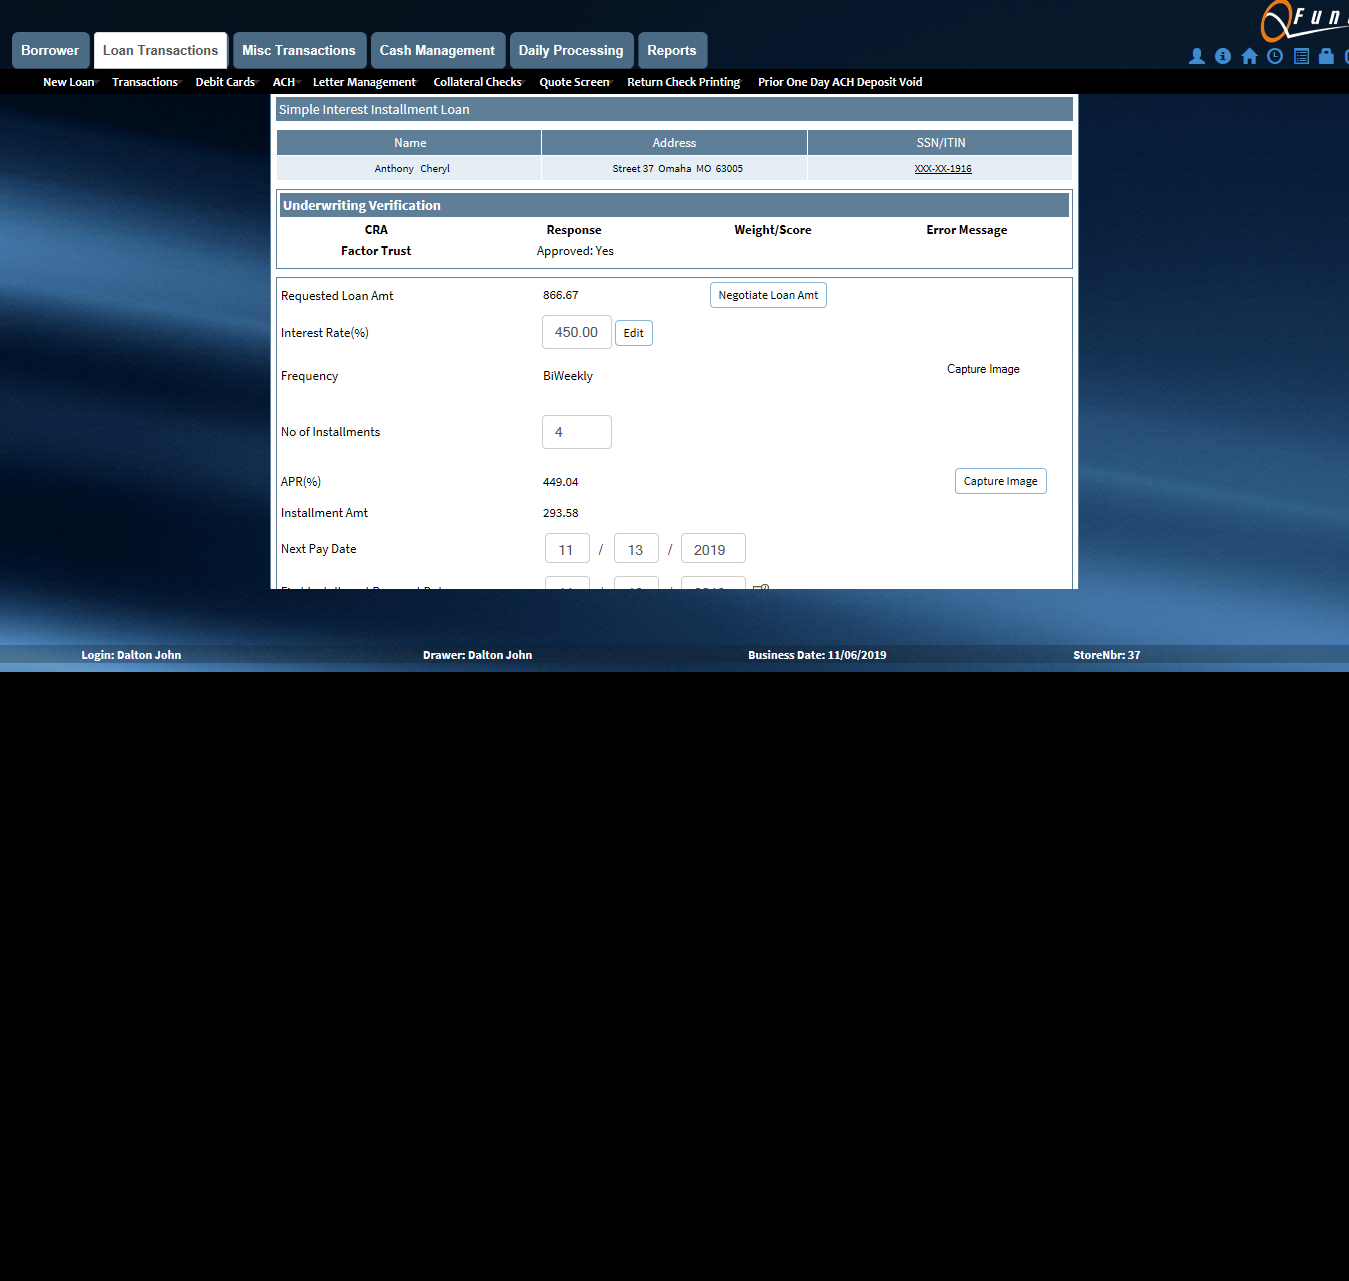 Fun
Borrower Loan Transactions Misc Transactions Cash Management Daily Processing Reports
New Loan Transactions Debit Cards ACH Letter Management Collateral Checks Quote Screen Return Check Printing Prior One Day ACH Deposit Void
Simple Interest Installment Loan
Name Address SSN/ITIN
Anthony Cheryl Street 37 Omaha MO 63005 XXX-XX-1916
Underwriting Verification
CRA Response Weight/Score Error Message
Factor Trust Approved: Yes
Requested Loan Amt 866.67 Negotiate Loan Amt
Interest Rate(%) 450.00 Edit
Frequency BiWeekly Capture Image
No of Installments 4
APR(%) 449.04 Capture Image
Installment Amt 293.58
Next Pay Date 11 / 13 / 2019
Login: Dalton John Drawer: Dalton John Business Date: 11/06/2019 StoreNbr: 37